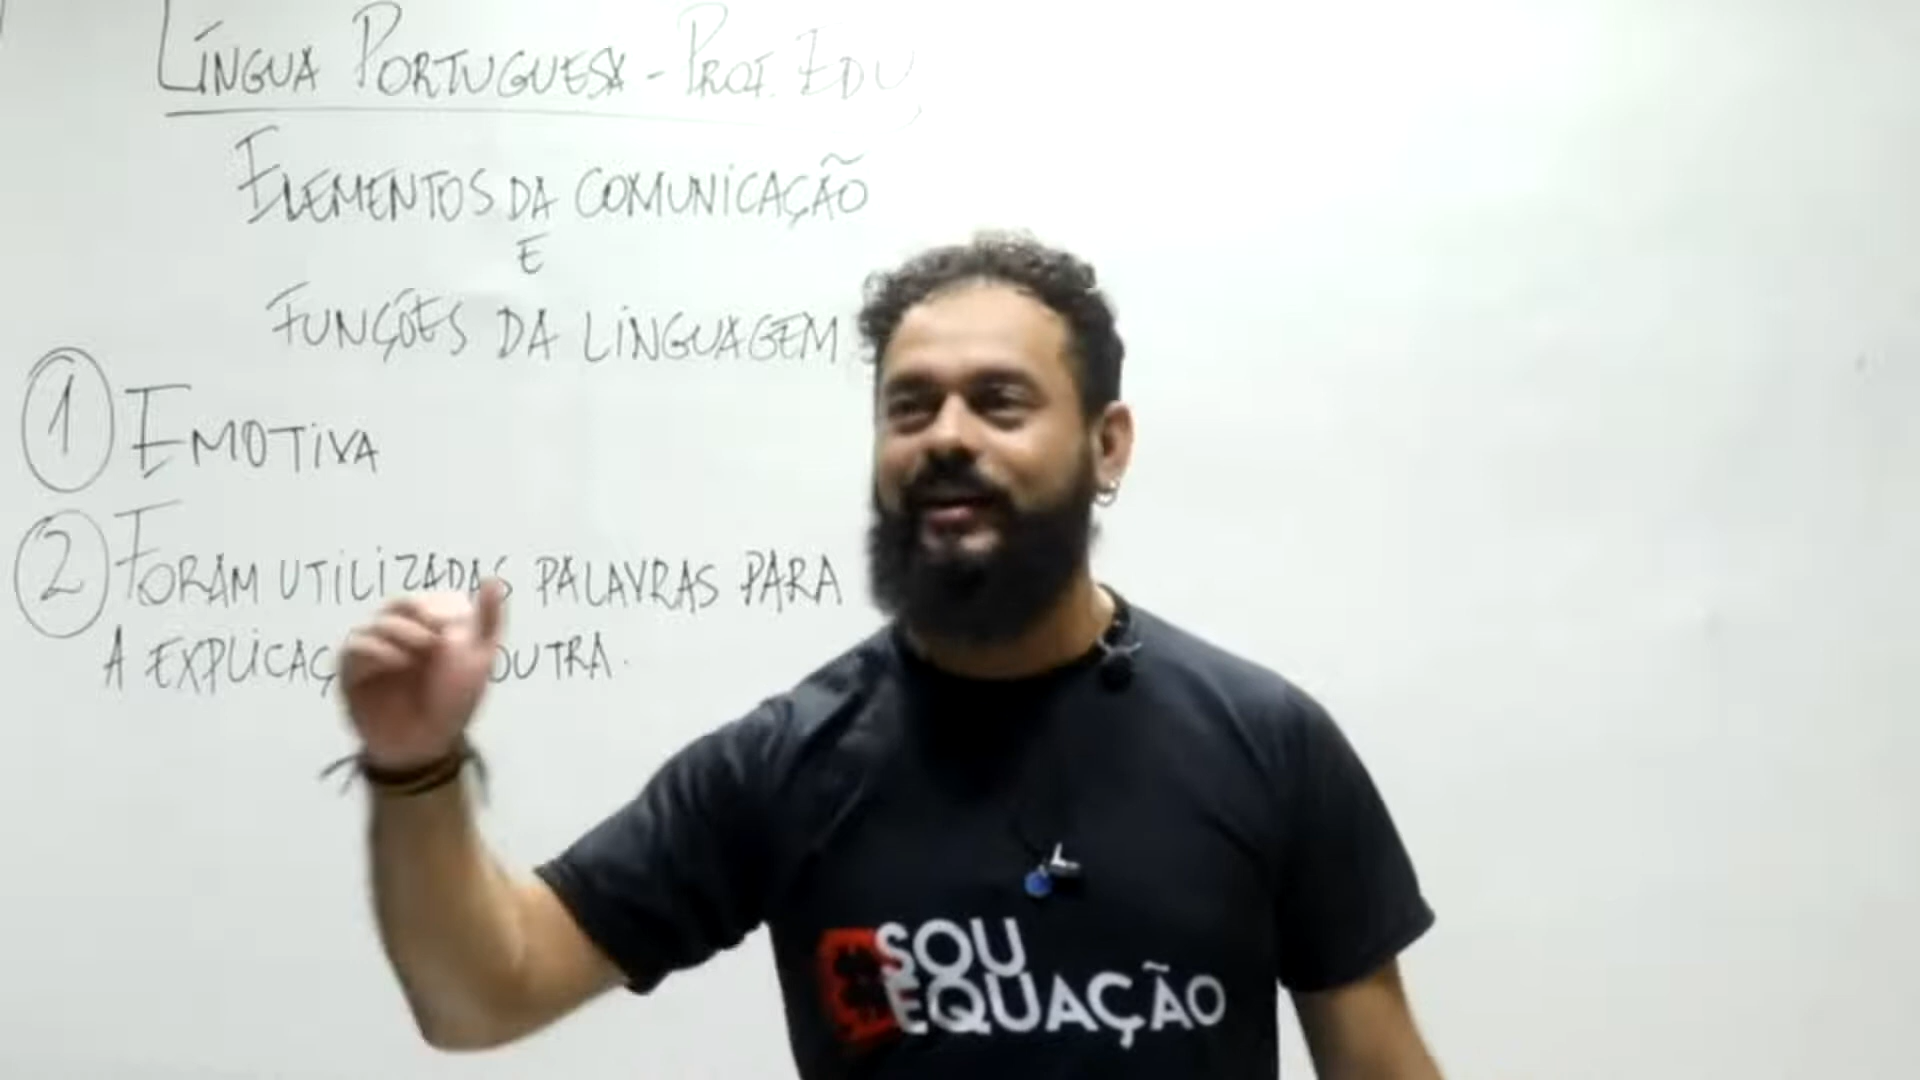 LÍNGUA PORTUGUESA - PROF. EDU
ELEMENTOS DA COMUNICAÇÃO
E
FUNÇÕES DA LINGUAGEM
1 EMOTIVA
2 FORAM UTILIZADAS PALAVRAS PARA
A EXPLICAÇ OUTRA.
SOU
EQUAÇÃO